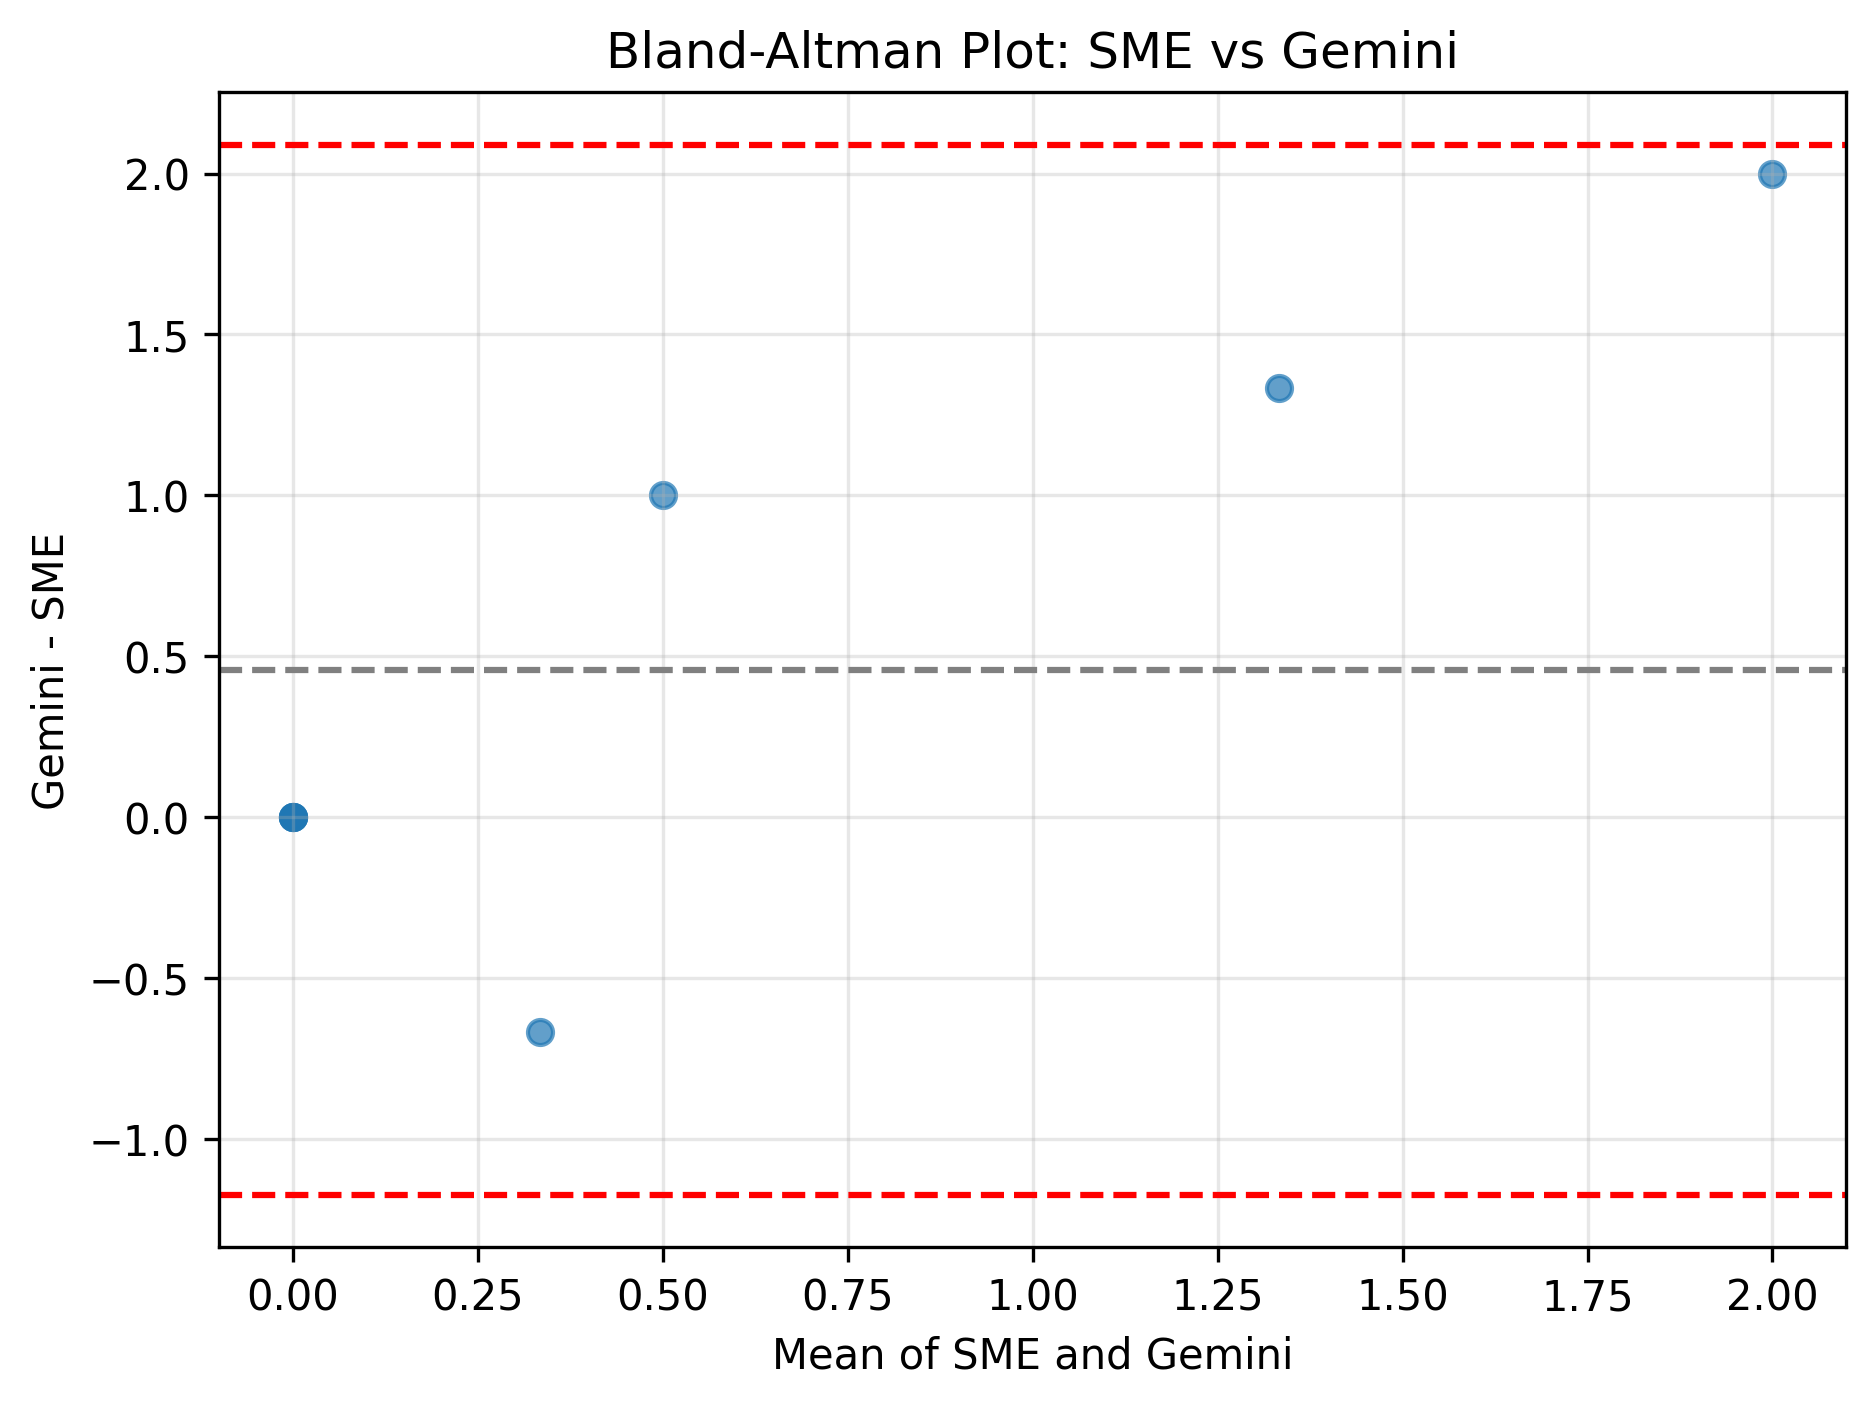 Bland-Altman Plot: SME vs Gemini
2.0
1.5
1.0
0.5
0.0
−0.5
−1.0
Gemini - SME
0.00 0.25 0.50 0.75 1.00 1.25 1.50 1.75 2.00
Mean of SME and Gemini